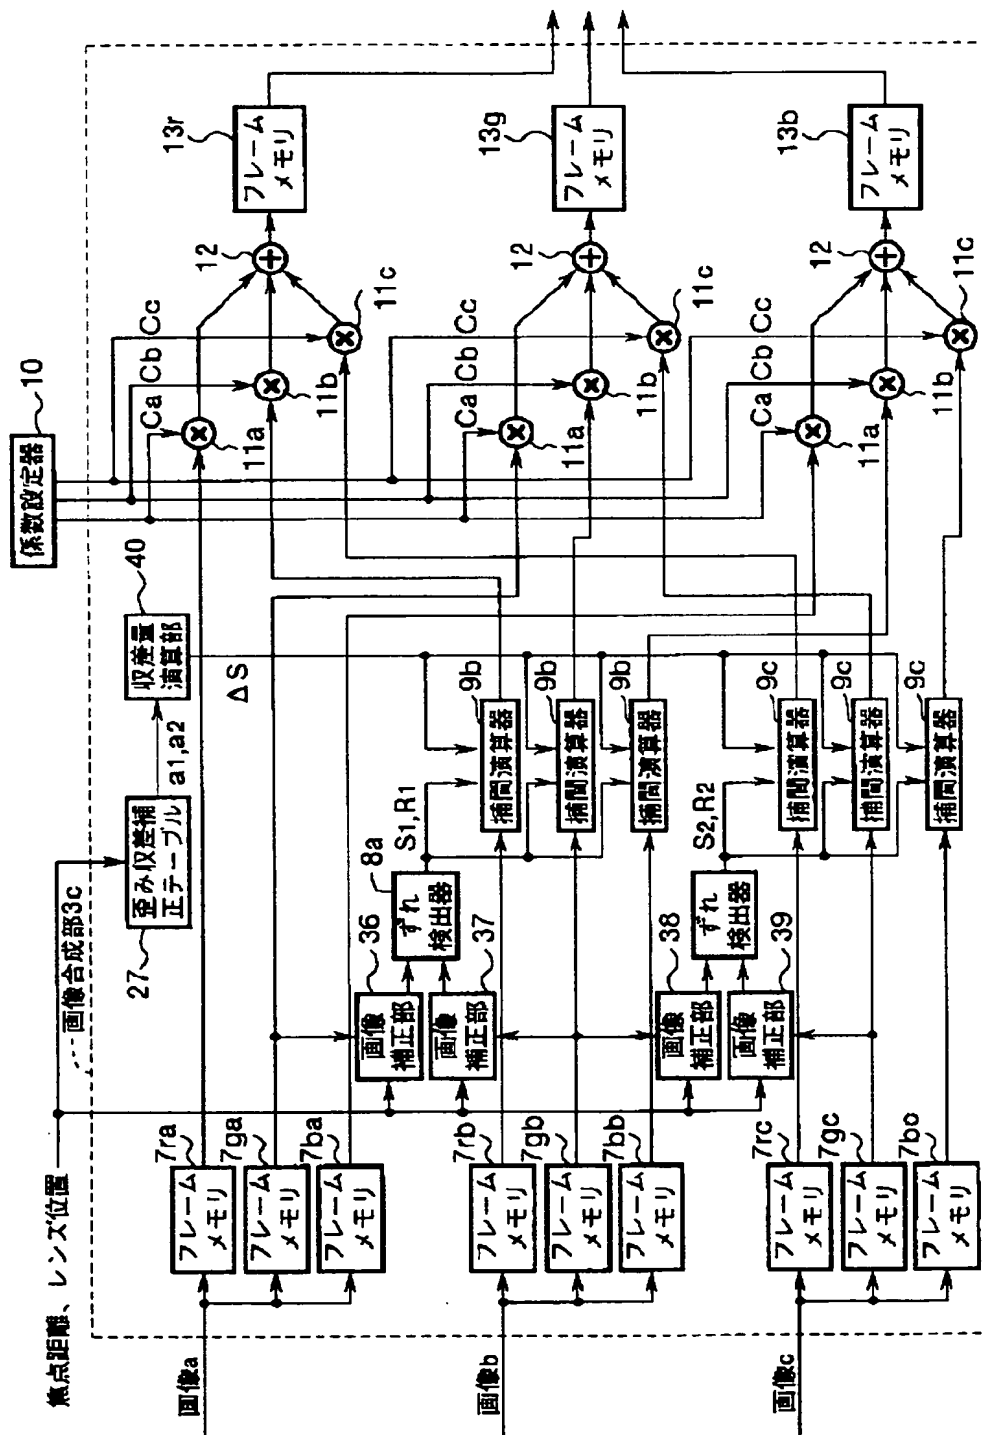 焦点距離、レンズ位置
画像合成部3c
係数設定器
10
歪み収差補
正テーブル
27
a1,a2
収差量
演算部
40
ΔS
画像a
フレーム
メモリ
7ra
フレーム
メモリ
7ga
フレーム
メモリ
7ba
画像
補正部
36
画像
補正部
37
ずれ
検出器
8a
S1,R1
画像b
フレーム
メモリ
7rb
フレーム
メモリ
7gb
フレーム
メモリ
7bb
補間演算器
9b
補間演算器
9b
補間演算器
9b
画像
補正部
38
画像
補正部
39
ずれ
検出器
S2,R2
画像c
フレーム
メモリ
7rc
フレーム
メモリ
7gc
フレーム
メモリ
7bc
補間演算器
9c
補間演算器
9c
補間演算器
9c
Ca
Cb
Cc
11a
11b
11c
12
フレーム
メモリ
13r
Ca
Cb
Cc
11a
11b
11c
12
フレーム
メモリ
13g
Ca
Cb
Cc
11a
11b
11c
12
フレーム
メモリ
13b